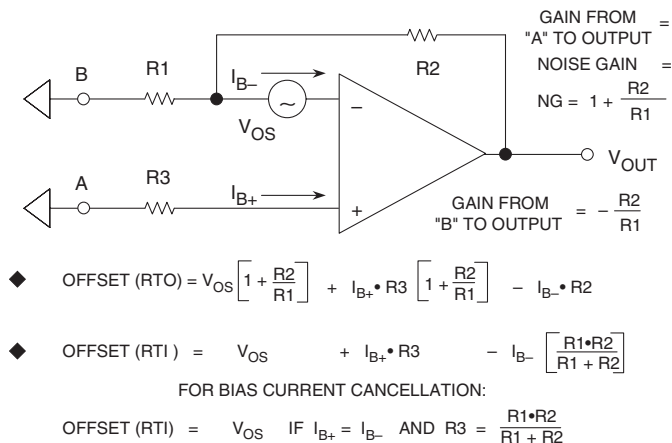 GAIN FROM "A" TO OUTPUT =
NOISE GAIN =
NG = 1 + R2/R1
B
R1
I_B–
V_OS
~
R2
–
+
A
R3
I_B+
V_OUT
GAIN FROM "B" TO OUTPUT = – R2/R1
◆ OFFSET (RTO) = V_OS [1 + R2/R1] + I_B+ • R3 [1 + R2/R1] – I_B– • R2
◆ OFFSET (RTI ) = V_OS + I_B+ • R3 – I_B– [R1•R2/R1 + R2]
FOR BIAS CURRENT CANCELLATION:
OFFSET (RTI) = V_OS IF I_B+ = I_B– AND R3 = R1•R2/R1 + R2